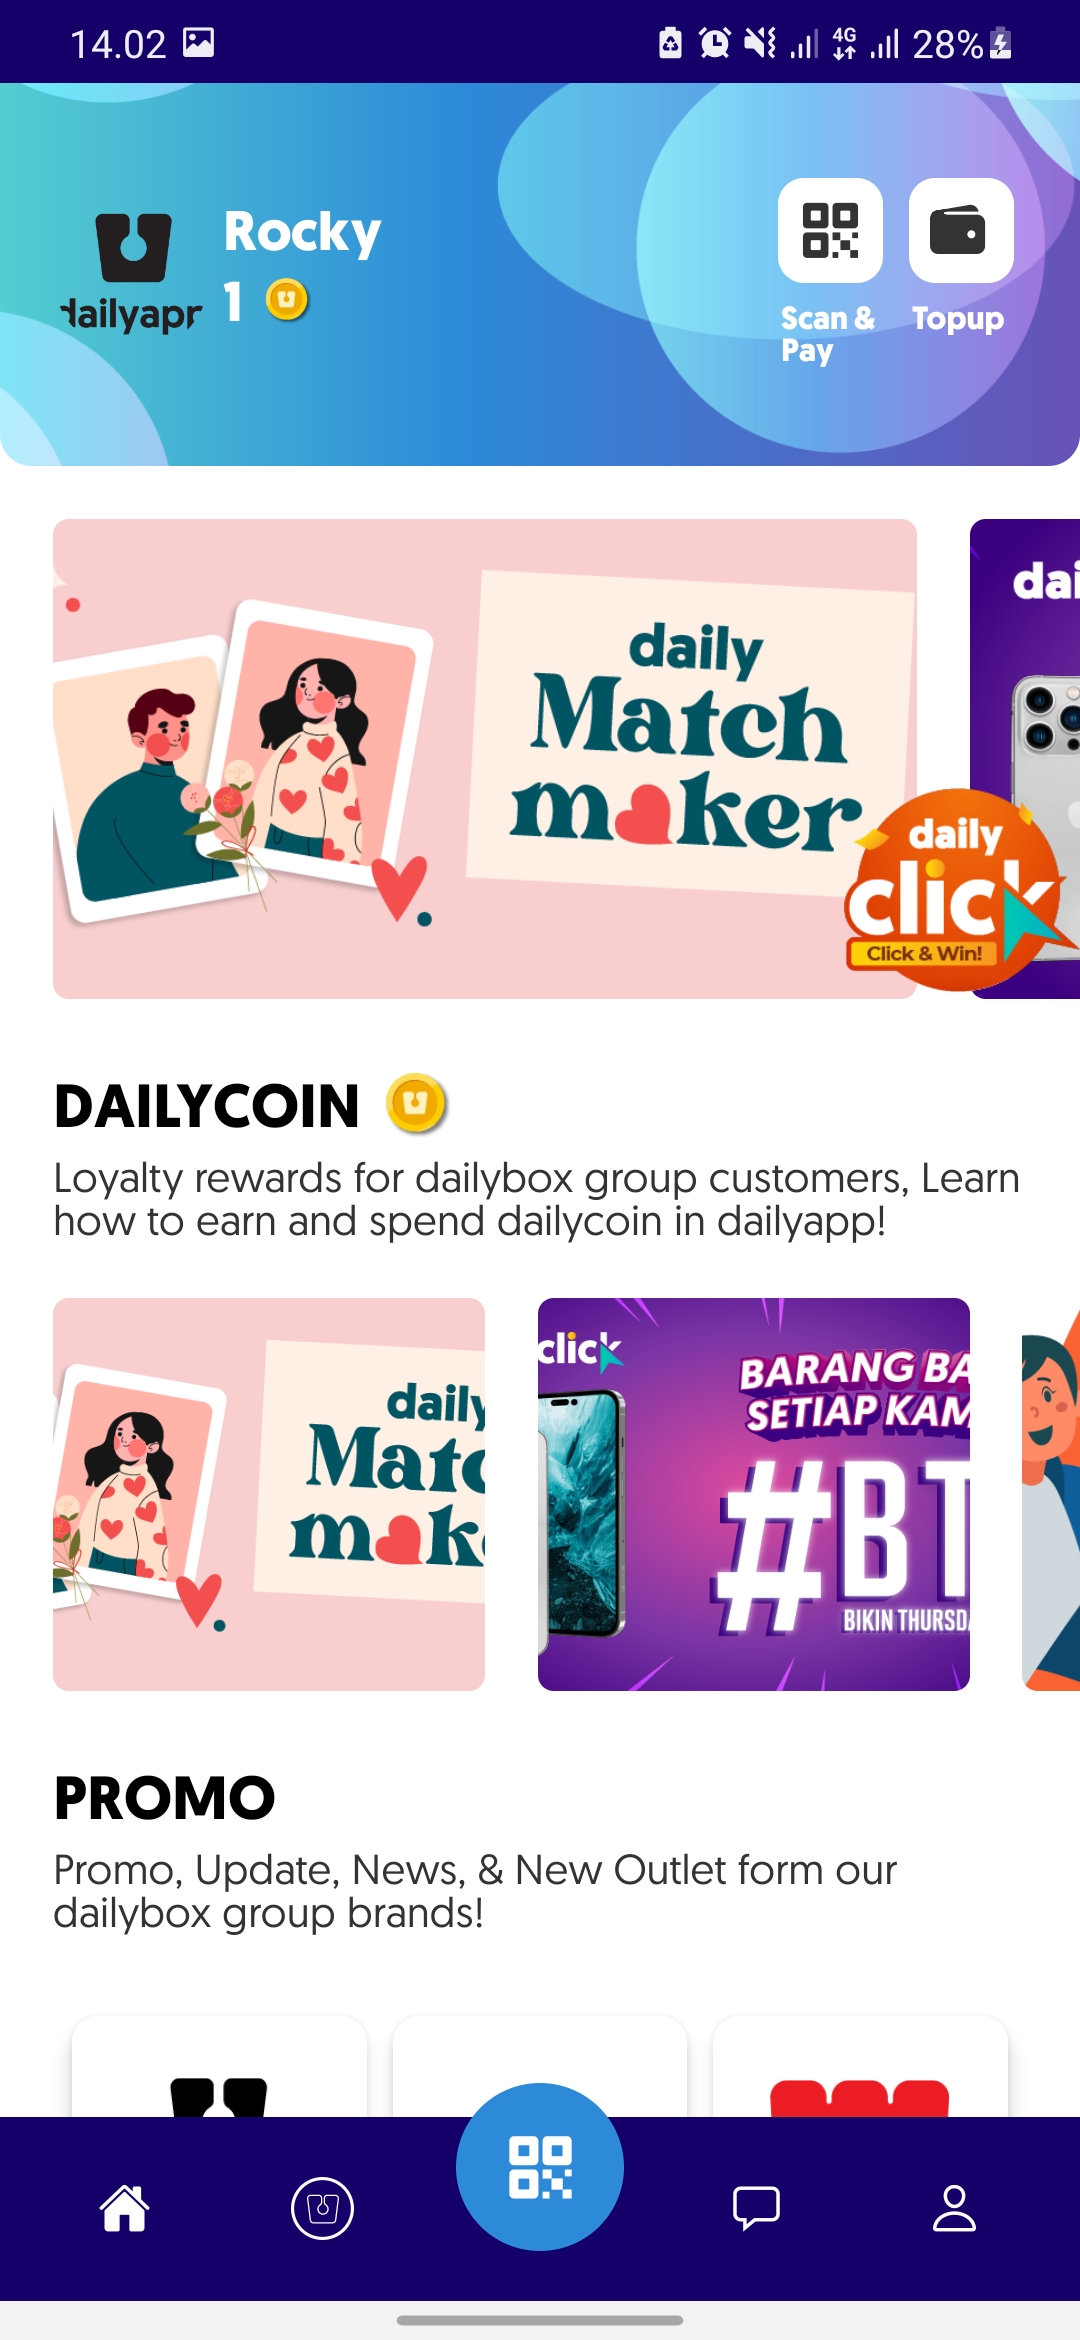 14.02
4G
28%
Rocky
1
dailyapp
Scan &
Pay
Topup
daily
Match
maker
dai
daily
click
Click & Win!
DAILYCOIN
Loyalty rewards for dailybox group customers, Learn
how to earn and spend dailycoin in dailyapp!
daily
Matc
mak
click
BARANG BA
SETIAP KAM
#BT
BIKIN THURSDA
PROMO
Promo, Update, News, & New Outlet form our
dailybox group brands!